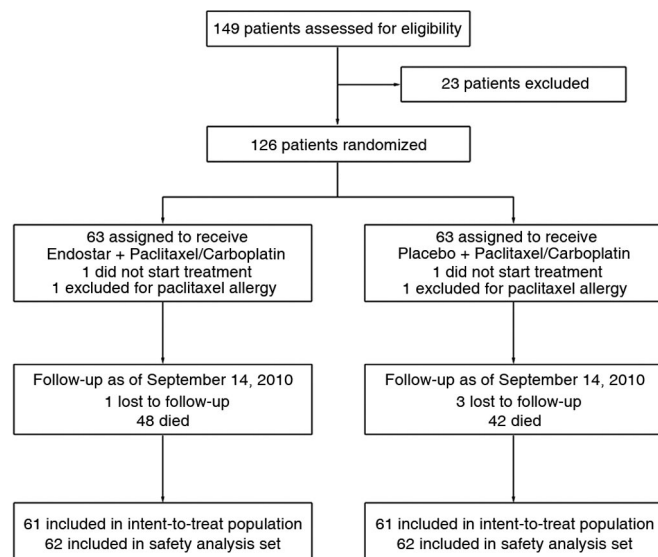 149 patients assessed for eligibility
23 patients excluded
126 patients randomized
63 assigned to receive
Endostar + Paclitaxel/Carboplatin
1 did not start treatment
1 excluded for paclitaxel allergy
63 assigned to receive
Placebo + Paclitaxel/Carboplatin
1 did not start treatment
1 excluded for paclitaxel allergy
Follow-up as of September 14, 2010
1 lost to follow-up
48 died
Follow-up as of September 14, 2010
3 lost to follow-up
42 died
61 included in intent-to-treat population
62 included in safety analysis set
61 included in intent-to-treat population
62 included in safety analysis set